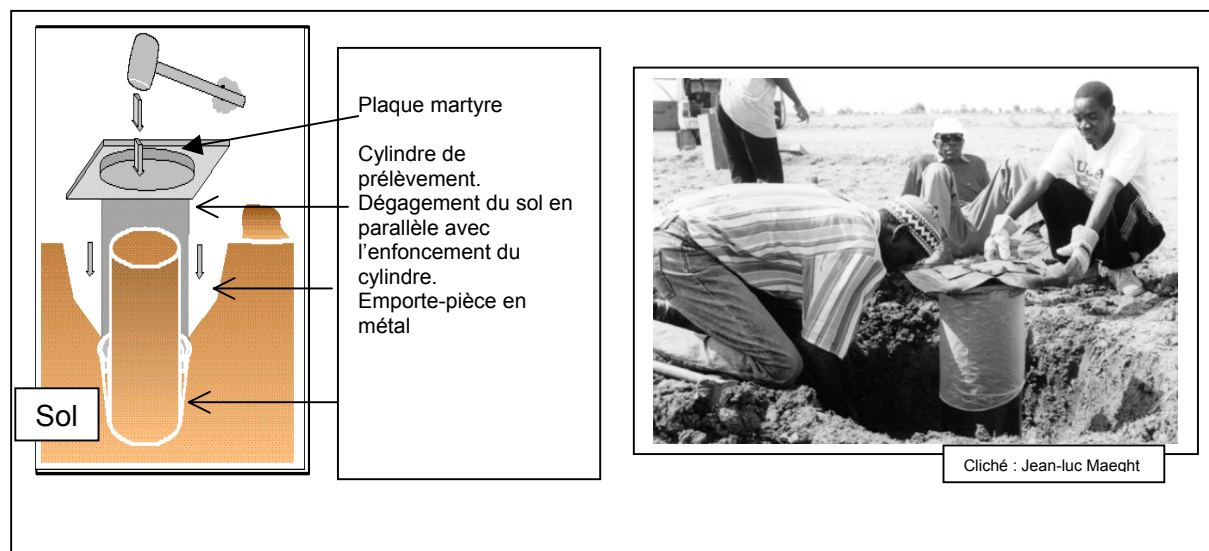 Plaque martyre
Cylindre de
prélèvement.
Dégagement du sol en
parallèle avec
l'enfoncement du
cylindre.
Emporte-pièce en
métal
Sol
Cliché : Jean-luc Maeght